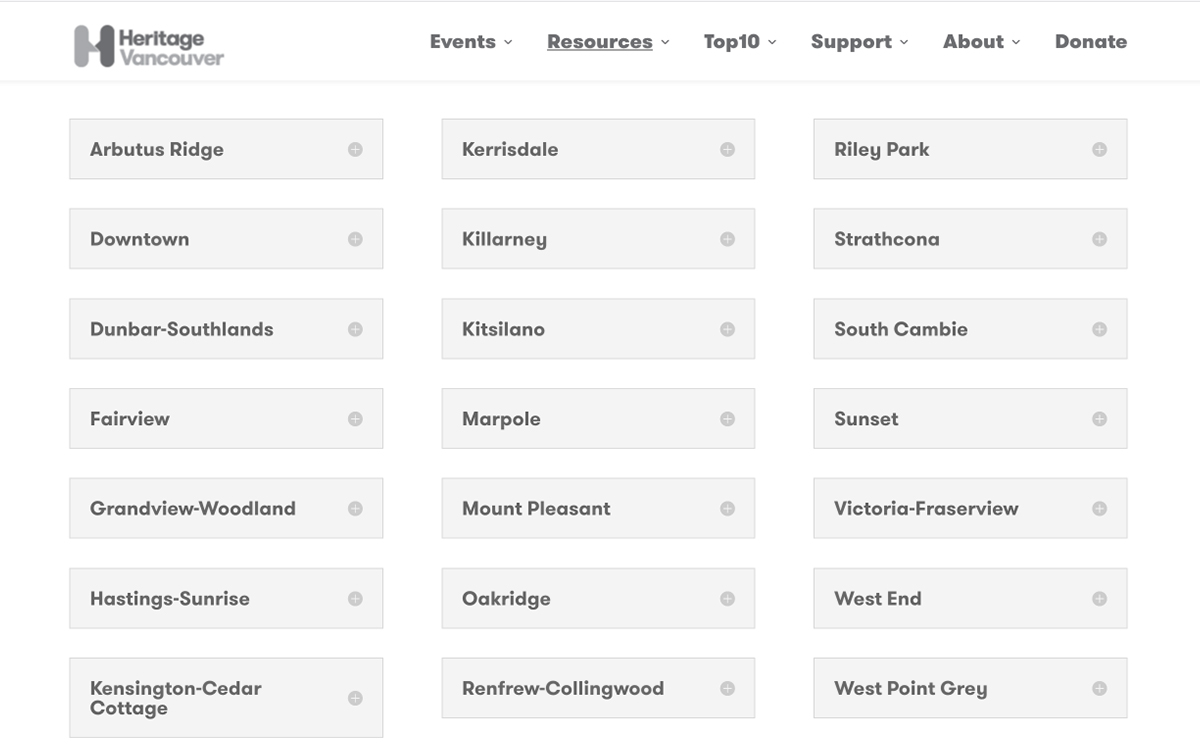 Heritage
Vancouver
Events
Resources
Top10
Support
About
Donate
Arbutus Ridge
Kerrisdale
Riley Park
Downtown
Killarney
Strathcona
Dunbar-Southlands
Kitsilano
South Cambie
Fairview
Marpole
Sunset
Grandview-Woodland
Mount Pleasant
Victoria-Fraserview
Hastings-Sunrise
Oakridge
West End
Kensington-Cedar
Cottage
Renfrew-Collingwood
West Point Grey